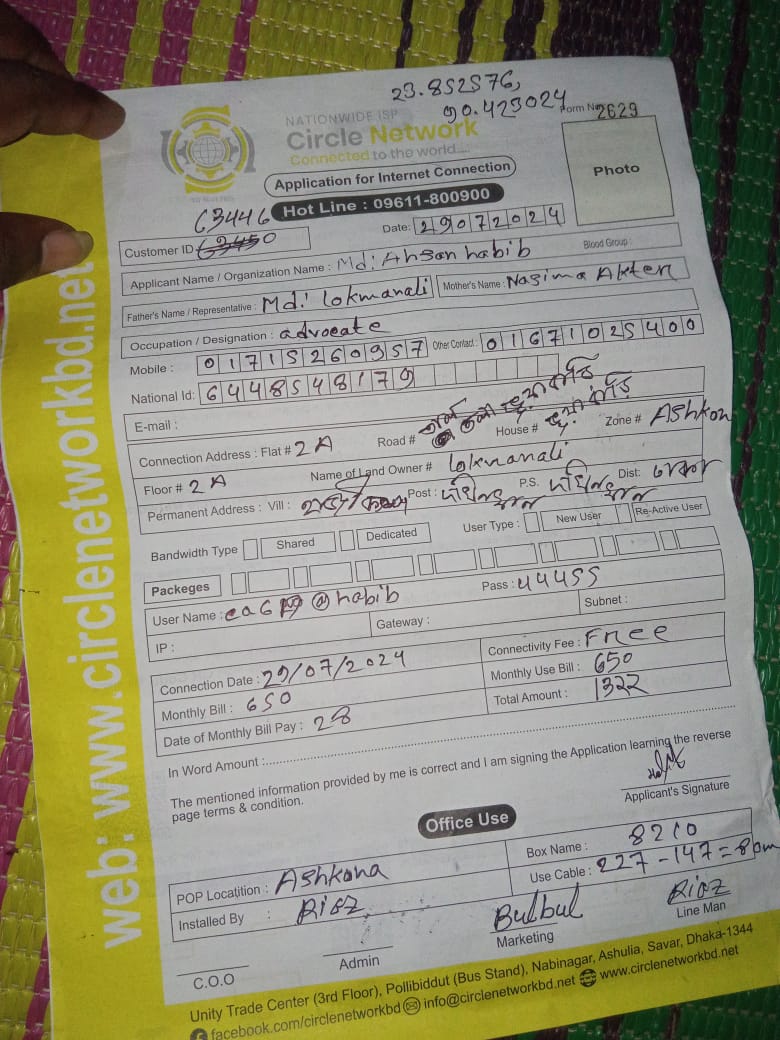 23.852576,
90.423024
NATIONWIDE ISP
Form No 2629
Circle Network
Connected to the world....
Photo
Application for Internet Connection
Hot Line : 09611-800900
63446
Date: 29072024
Customer ID 63450
Applicant Name / Organization Name : Md: Ahsan habib Blood Group :
Father's Name / Representative : Md: lokmanali Mother's Name : Nasima Akter
Occupation / Designation : advocate
Mobile : 01715260957 Other Contact : 01671025400
National Id: 6448548179
E-mail :
Connection Address : Flat # 2A Road # House # Zone # Ashkon
Floor # 2A Name of Land Owner # lokmanali
Permanent Address : Vill : Post : P.S. Dist:
Bandwidth Type Shared Dedicated User Type : New User Re-Active User
Packeges
User Name : @habib Pass : 44455
IP : Gateway : Subnet :
Connection Date : 29/07/2024 Connectivity Fee : Free
Monthly Bill : 650 Monthly Use Bill : 650
Date of Monthly Bill Pay : 28 Total Amount : 1322
In Word Amount :
The mentioned information provided by me is correct and I am signing the Application learning the reverse
page terms & condition.
Applicant's Signature
Office Use
POP Locatition : Ashkona Box Name : 8210
Installed By : Riaz Use Cable : 227-147=80m
C.O.O Admin Bulbul Marketing Riaz Line Man
Unity Trade Center (3rd Floor), Pollibiddut (Bus Stand), Nabinagar, Ashulia, Savar, Dhaka-1344
facebook.com/circlenetworkbd info@circlenetworkbd.net www.circlenetworkbd.net
web: www.circlenetworkbd.net